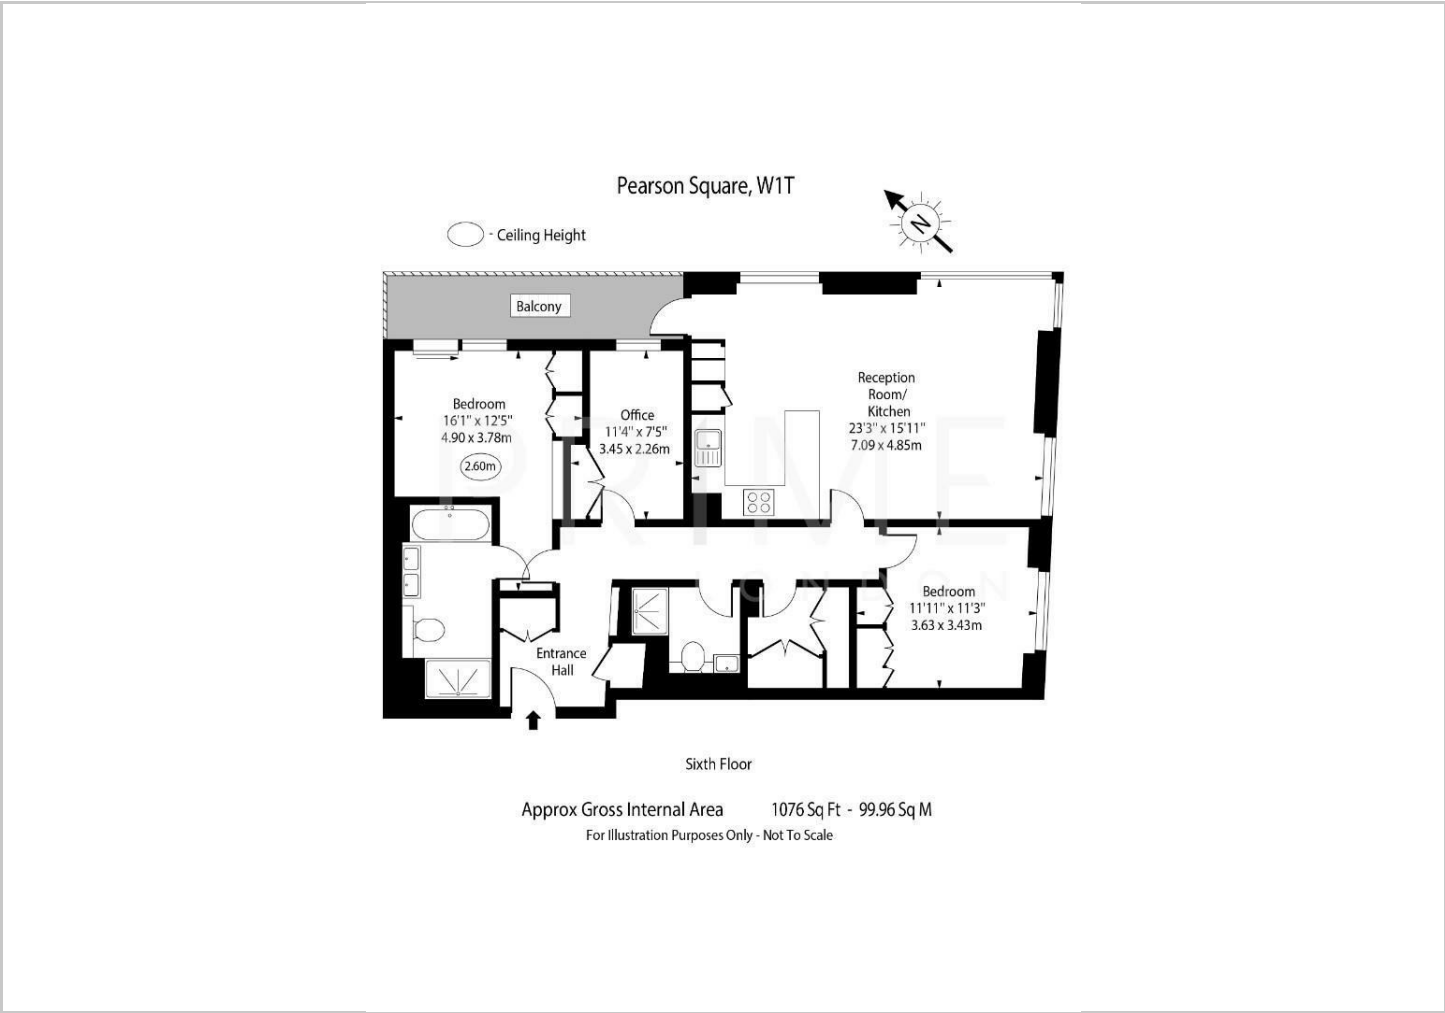 Pearson Square, W1T
N
- Ceiling Height
Balcony
Bedroom
16'1" x 12'5"
4.90 x 3.78m
2.60m
Office
11'4" x 7'5"
3.45 x 2.26m
Reception
Room/
Kitchen
23'3" x 15'11"
7.09 x 4.85m
PRIME
LONDON
Bedroom
11'11" x 11'3"
3.63 x 3.43m
Entrance
Hall
Sixth Floor
Approx Gross Internal Area 1076 Sq Ft - 99.96 Sq M
For Illustration Purposes Only - Not To Scale